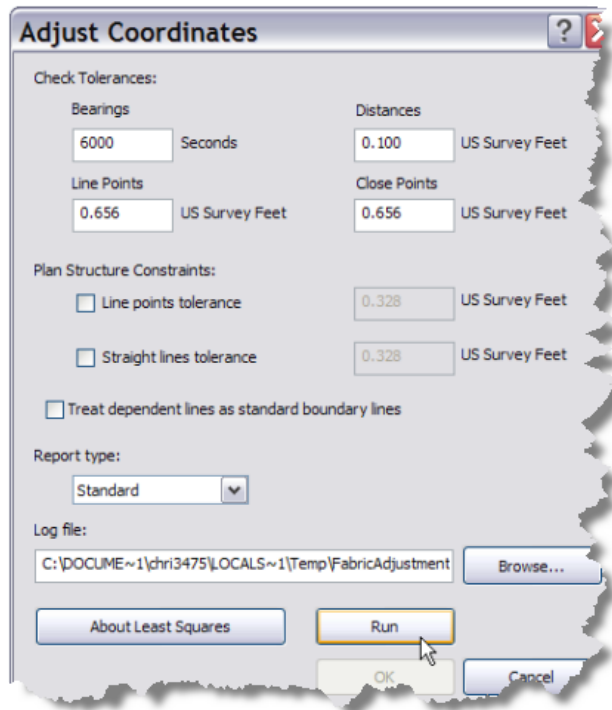 Adjust Coordinates ?
Check Tolerances:
Bearings Distances
6000 Seconds 0.100 US Survey Feet
Line Points Close Points
0.656 US Survey Feet 0.656 US Survey Feet
Plan Structure Constraints:
Line points tolerance 0.328 US Survey Feet
Straight lines tolerance 0.328 US Survey Feet
Treat dependent lines as standard boundary lines
Report type:
Standard
Log file:
C:\DOCUME~1\chri3475\LOCALS~1\Temp\FabricAdjustment Browse...
About Least Squares Run
OK Cancel